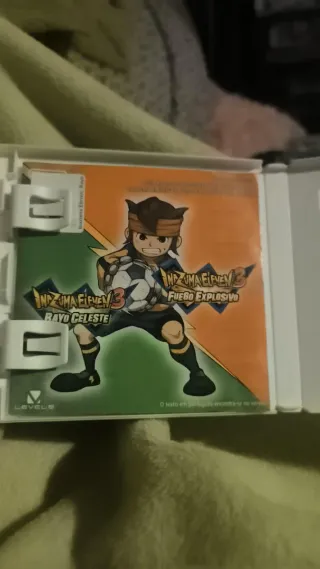 INAZUMA ELEVEN 3
FUEGO EXPLOSIVO
INAZUMA ELEVEN 3
RAYO CELESTE
LEVEL5